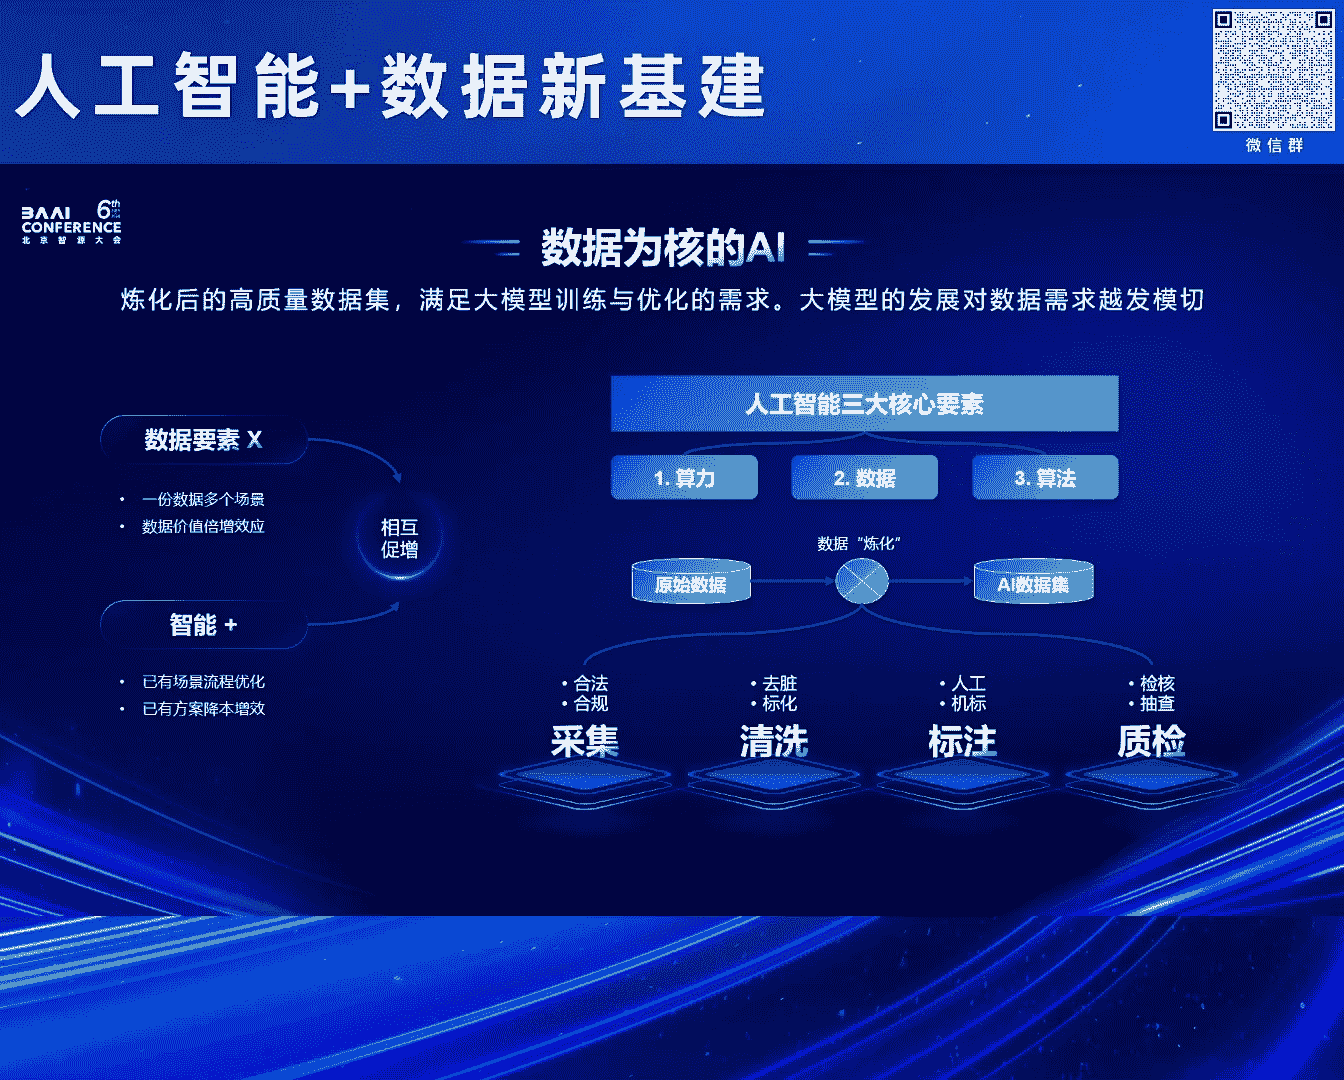 人工智能+数据新基建
微信群
BAAI
CONFERENCE
6th
北京智源大会
数据为核的AI
炼化后的高质量数据集，满足大模型训练与优化的需求。大模型的发展对数据需求越发模切
数据要素 X
• 一份数据多个场景
• 数据价值倍增效应
相互
促增
智能 +
• 已有场景流程优化
• 已有方案降本增效
人工智能三大核心要素
1. 算力
2. 数据
3. 算法
数据“炼化”
原始数据
AI数据集
• 合法
• 合规
采集
• 去脏
• 标化
清洗
• 人工
• 机标
标注
• 检核
• 抽查
质检